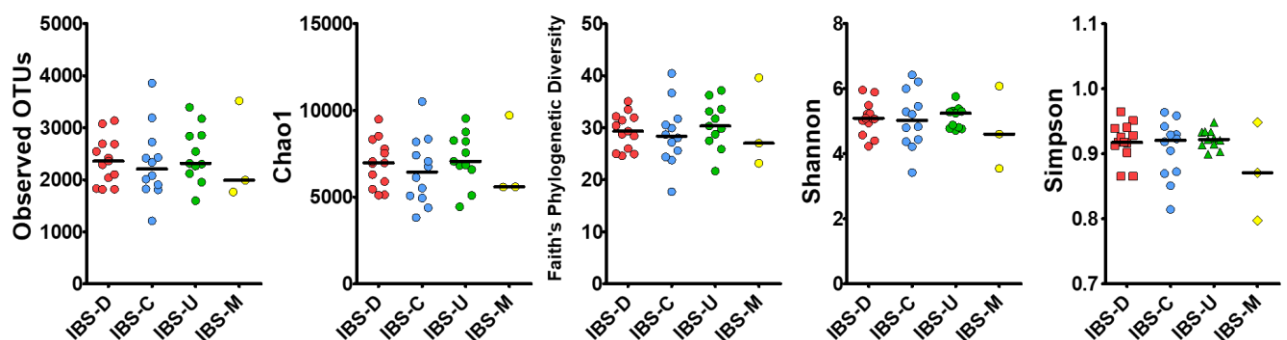 Observed OTUs
5000
4000
3000
2000
1000
0
IBS-D
IBS-C
IBS-U
IBS-M
Chao1
15000
10000
5000
0
IBS-D
IBS-C
IBS-U
IBS-M
Faith's Phylogenetic Diversity
50
40
30
20
10
0
IBS-D
IBS-C
IBS-U
IBS-M
Shannon
8
6
4
2
0
IBS-D
IBS-C
IBS-U
IBS-M
Simpson
1.1
1.0
0.9
0.8
0.7
IBS-D
IBS-C
IBS-U
IBS-M